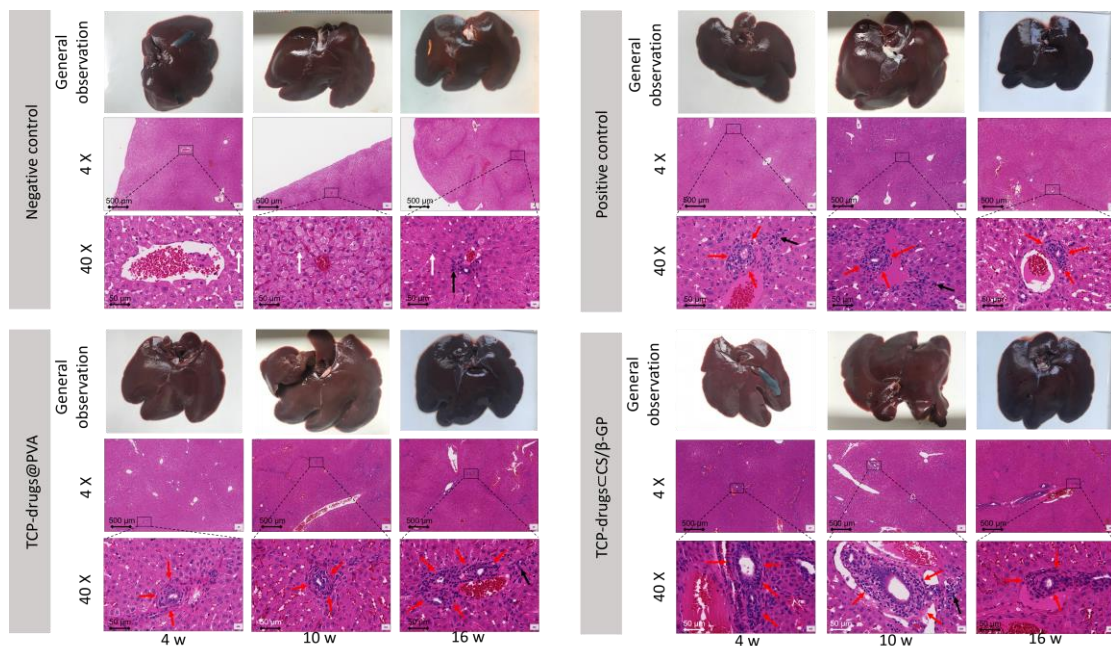 Negative control
General
observation
4 X
500 µm
500 µm
500 µm
40 X
50 µm
50 µm
50 µm
Positive control
General
observation
4 X
500 µm
500 µm
500 µm
40 X
50 µm
50 µm
50 µm
TCP-drugs@PVA
General
observation
4 X
500 µm
500 µm
500 µm
40 X
50 µm
50 µm
50 µm
4 w
10 w
16 w
TCP-drugs⊂CS/β-GP
General
observation
4 X
500 µm
500 µm
500 µm
40 X
50 µm
50 µm
50 µm
4 w
10 w
16 w